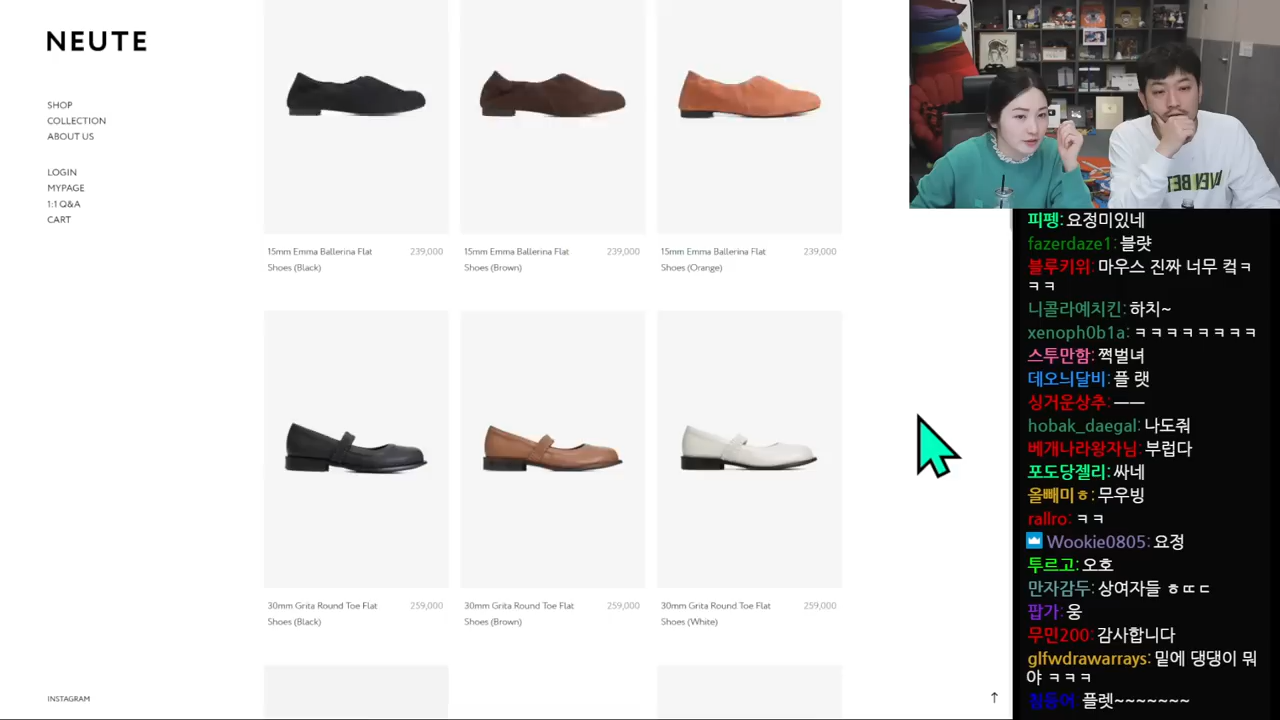 NEUTE
SHOP
COLLECTION
ABOUT US
LOGIN
MYPAGE
1:1 Q&A
CART
15mm Emma Ballerina Flat
Shoes (Black)
239,000
15mm Emma Ballerina Flat
Shoes (Brown)
239,000
15mm Emma Ballerina Flat
Shoes (Orange)
239,000
30mm Grita Round Toe Flat
Shoes (Black)
259,000
30mm Grita Round Toe Flat
Shoes (Brown)
259,000
30mm Grita Round Toe Flat
Shoes (White)
259,000
INSTAGRAM
↑
피펭: 요정미있네
fazerdaze1: 블럇
블루키위: 마우스 진짜 너무 컼ㅋ
ㅋㅋ
니콜라예치킨: 하치~
xenoph0b1a: ㅋㅋㅋㅋㅋㅋㅋㅋ
스투만함: 쩍벌녀
데오늬달비: 플 랫
싱거운상추: ㅡㅡ
hobak_daegal: 나도줘
베개나라왕자님: 부럽다
포도당젤리: 싸네
올빼미ㅎ: 무우빙
rallro: ㅋㅋ
Wookie0805: 요정
투르고: 오호
만자감두: 상여자들 ㅎㄸㄷ
팝가: 웅
무민200: 감사합니다
glfwdrawarrays: 밑에 댕댕이 뭐
야 ㅋㅋㅋ
플렛~~~~~~~